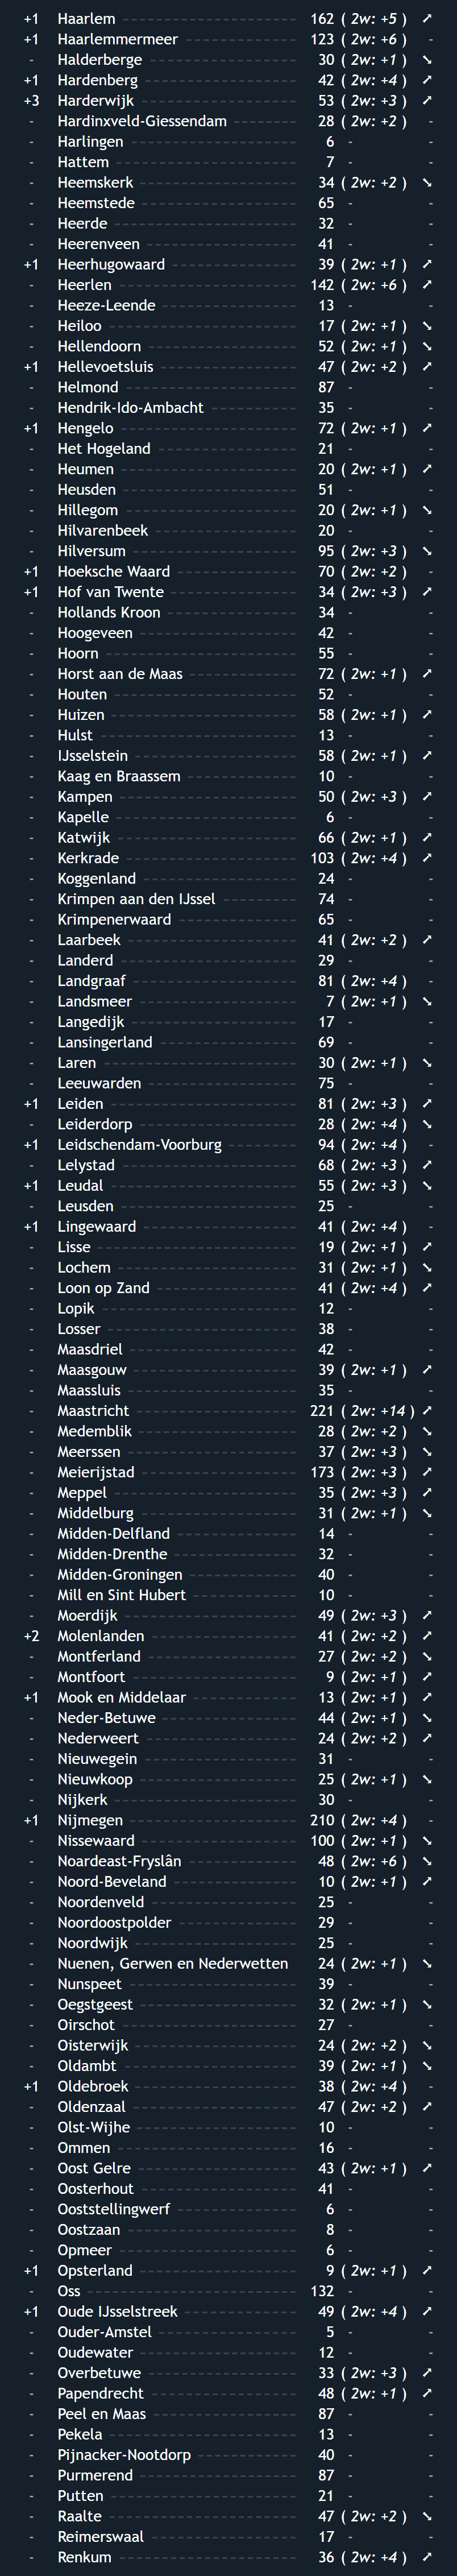 +1 Haarlem 162 ( 2w: +5 ) ➚
+1 Haarlemmermeer 123 ( 2w: +6 ) -
- Halderberge 30 ( 2w: +1 ) ➘
+1 Hardenberg 42 ( 2w: +4 ) ➚
+3 Harderwijk 53 ( 2w: +3 ) ➚
- Hardinxveld-Giessendam 28 ( 2w: +2 ) -
- Harlingen 6 - -
- Hattem 7 - -
- Heemskerk 34 ( 2w: +2 ) ➘
- Heemstede 65 - -
- Heerde 32 - -
- Heerenveen 41 - -
+1 Heerhugowaard 39 ( 2w: +1 ) ➚
- Heerlen 142 ( 2w: +6 ) ➚
- Heeze-Leende 13 - -
- Heiloo 17 ( 2w: +1 ) ➘
- Hellendoorn 52 ( 2w: +1 ) ➘
+1 Hellevoetsluis 47 ( 2w: +2 ) ➚
- Helmond 87 - -
- Hendrik-Ido-Ambacht 35 - -
+1 Hengelo 72 ( 2w: +1 ) ➚
- Het Hogeland 21 - -
- Heumen 20 ( 2w: +1 ) ➚
- Heusden 51 - -
- Hillegom 20 ( 2w: +1 ) ➘
- Hilvarenbeek 20 - -
- Hilversum 95 ( 2w: +3 ) ➘
+1 Hoeksche Waard 70 ( 2w: +2 ) -
+1 Hof van Twente 34 ( 2w: +3 ) ➚
- Hollands Kroon 34 - -
- Hoogeveen 42 - -
- Hoorn 55 - -
- Horst aan de Maas 72 ( 2w: +1 ) ➚
- Houten 52 - -
- Huizen 58 ( 2w: +1 ) ➚
- Hulst 13 - -
- IJsselstein 58 ( 2w: +1 ) ➚
- Kaag en Braassem 10 - -
- Kampen 50 ( 2w: +3 ) ➚
- Kapelle 6 - -
- Katwijk 66 ( 2w: +1 ) ➚
- Kerkrade 103 ( 2w: +4 ) ➚
- Koggenland 24 - -
- Krimpen aan den IJssel 74 - -
- Krimpenerwaard 65 - -
- Laarbeek 41 ( 2w: +2 ) ➚
- Landerd 29 - -
- Landgraaf 81 ( 2w: +4 ) -
- Landsmeer 7 ( 2w: +1 ) ➘
- Langedijk 17 - -
- Lansingerland 69 - -
- Laren 30 ( 2w: +1 ) ➘
- Leeuwarden 75 - -
+1 Leiden 81 ( 2w: +3 ) ➚
- Leiderdorp 28 ( 2w: +4 ) ➘
+1 Leidschendam-Voorburg 94 ( 2w: +4 ) -
- Lelystad 68 ( 2w: +3 ) ➚
+1 Leudal 55 ( 2w: +3 ) ➘
- Leusden 25 - -
+1 Lingewaard 41 ( 2w: +4 ) -
- Lisse 19 ( 2w: +1 ) ➚
- Lochem 31 ( 2w: +1 ) ➘
- Loon op Zand 41 ( 2w: +4 ) ➚
- Lopik 12 - -
- Losser 38 - -
- Maasdriel 42 - -
- Maasgouw 39 ( 2w: +1 ) ➚
- Maassluis 35 - -
- Maastricht 221 ( 2w: +14 ) ➚
- Medemblik 28 ( 2w: +2 ) ➘
- Meerssen 37 ( 2w: +3 ) ➘
- Meierijstad 173 ( 2w: +3 ) ➚
- Meppel 35 ( 2w: +3 ) ➚
- Middelburg 31 ( 2w: +1 ) ➘
- Midden-Delfland 14 - -
- Midden-Drenthe 32 - -
- Midden-Groningen 40 - -
- Mill en Sint Hubert 10 - -
- Moerdijk 49 ( 2w: +3 ) ➚
+2 Molenlanden 41 ( 2w: +2 ) ➚
- Montferland 27 ( 2w: +2 ) ➘
- Montfoort 9 ( 2w: +1 ) ➚
+1 Mook en Middelaar 13 ( 2w: +1 ) ➚
- Neder-Betuwe 44 ( 2w: +1 ) ➘
- Nederweert 24 ( 2w: +2 ) ➚
- Nieuwegein 31 - -
- Nieuwkoop 25 ( 2w: +1 ) ➘
- Nijkerk 30 - -
+1 Nijmegen 210 ( 2w: +4 ) -
- Nissewaard 100 ( 2w: +1 ) ➘
- Noardeast-Fryslân 48 ( 2w: +6 ) ➘
- Noord-Beveland 10 ( 2w: +1 ) ➚
- Noordenveld 25 - -
- Noordoostpolder 29 - -
- Noordwijk 25 - -
- Nuenen, Gerwen en Nederwetten 24 ( 2w: +1 ) ➘
- Nunspeet 39 - -
- Oegstgeest 32 ( 2w: +1 ) ➘
- Oirschot 27 - -
- Oisterwijk 24 ( 2w: +2 ) ➘
- Oldambt 39 ( 2w: +1 ) ➘
+1 Oldebroek 38 ( 2w: +4 ) -
- Oldenzaal 47 ( 2w: +2 ) ➚
- Olst-Wijhe 10 - -
- Ommen 16 - -
- Oost Gelre 43 ( 2w: +1 ) ➚
- Oosterhout 41 - -
- Ooststellingwerf 6 - -
- Oostzaan 8 - -
- Opmeer 6 - -
+1 Opsterland 9 ( 2w: +1 ) ➚
- Oss 132 - -
+1 Oude IJsselstreek 49 ( 2w: +4 ) ➚
- Ouder-Amstel 5 - -
- Oudewater 12 - -
- Overbetuwe 33 ( 2w: +3 ) ➚
- Papendrecht 48 ( 2w: +1 ) ➚
- Peel en Maas 87 - -
- Pekela 13 - -
- Pijnacker-Nootdorp 40 - -
- Purmerend 87 - -
- Putten 21 - -
- Raalte 47 ( 2w: +2 ) ➘
- Reimerswaal 17 - -
- Renkum 36 ( 2w: +4 ) ➚